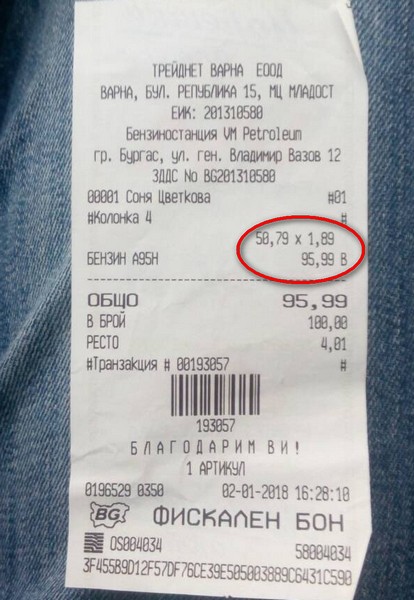 ТРЕЙДНЕТ ВАРНА ЕООД
ВАРНА, БУЛ. РЕПУБЛИКА 15, МЦ МЛАДОСТ
ЕИК: 201310580
Бензиностанция VM Petroleum
гр. Бургас, ул. ген. Владимир Вазов 12
ЗДДС No BG201310580
00001 Соня Цветкова #01
#Колонка 4 #
50,79 x 1,89
БЕНЗИН А95Н 95,99 В
ОБЩО 95,99
В БРОЙ 100,00
РЕСТО 4,01
#Транзакция # 00193057 #
193057
БЛАГОДАРИМ ВИ!
1 АРТИКУЛ
0196529 0350 02-01-2018 16:28:10
BG ФИСКАЛЕН БОН
OS004034 58004034
3F455B9D12F57DF76CE39E505003889C6431C590